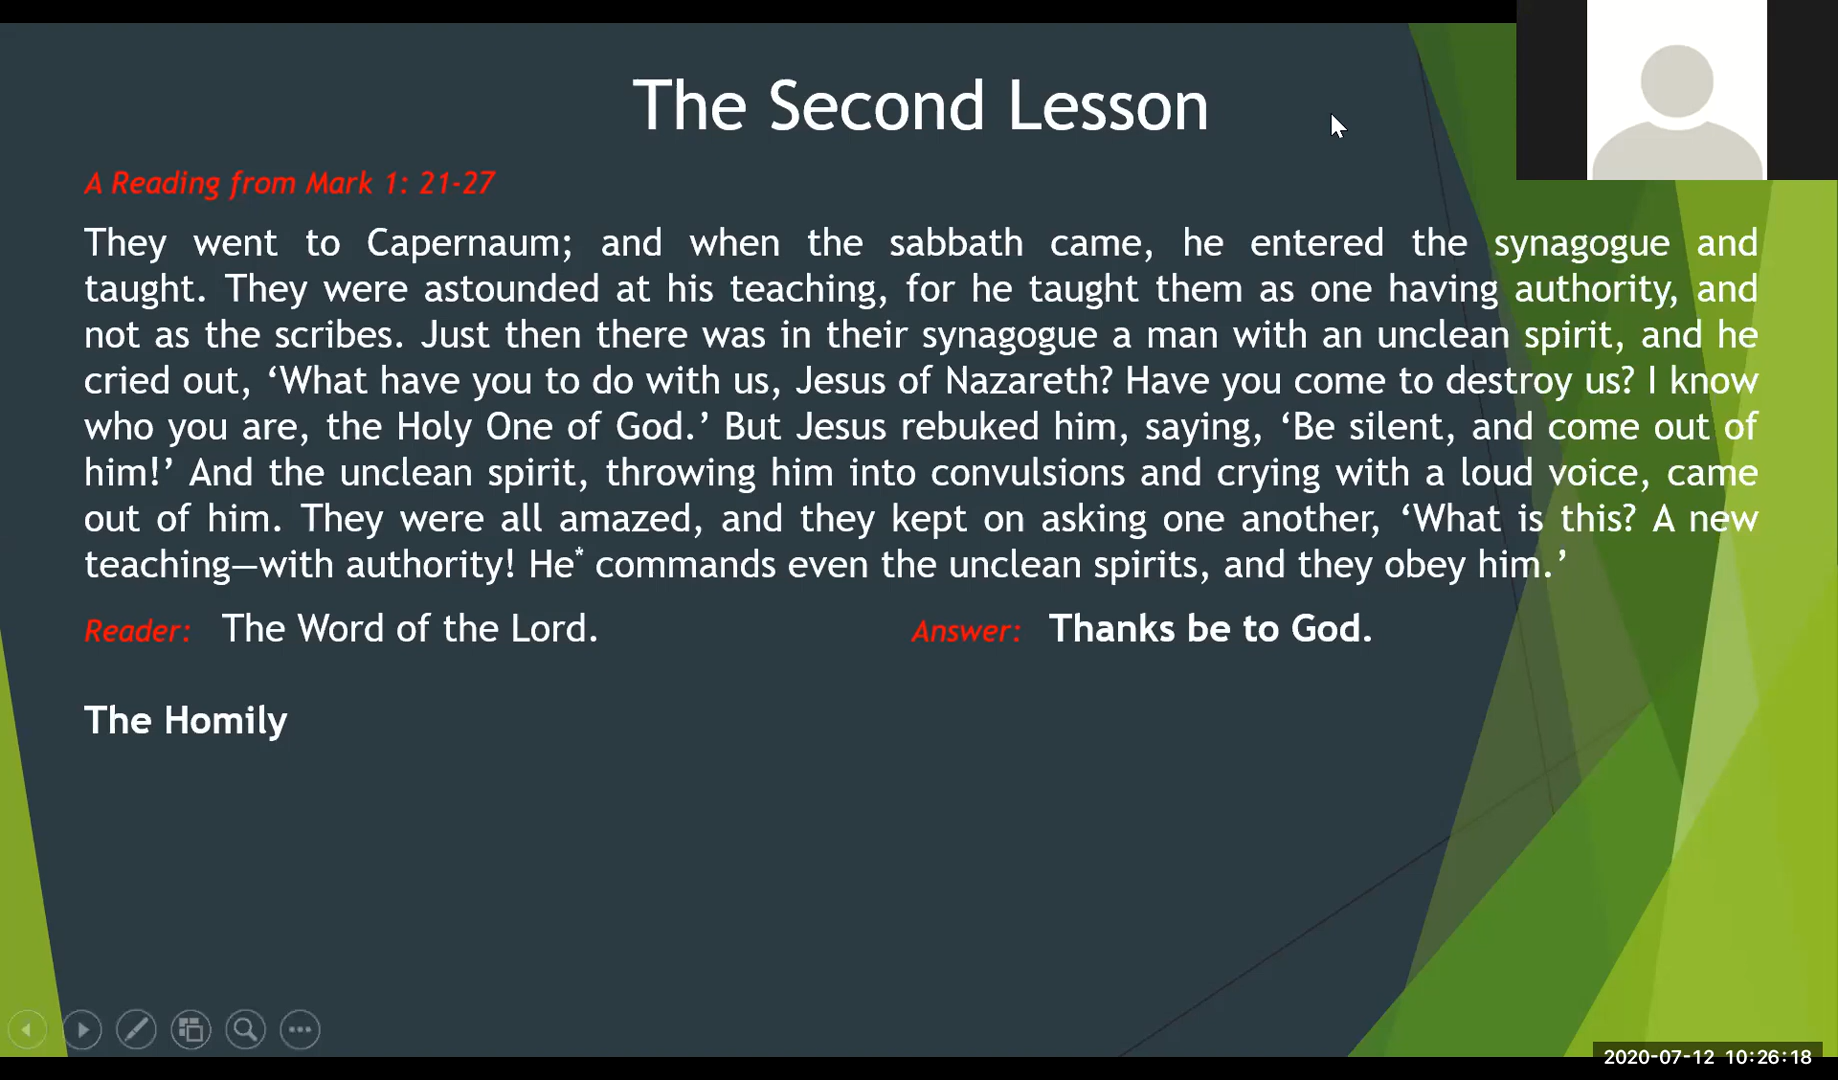 The Second Lesson
A Reading from Mark 1: 21-27
They went to Capernaum; and when the sabbath came, he entered the synagogue and
taught. They were astounded at his teaching, for he taught them as one having authority, and
not as the scribes. Just then there was in their synagogue a man with an unclean spirit, and he
cried out, ‘What have you to do with us, Jesus of Nazareth? Have you come to destroy us? I know
who you are, the Holy One of God.’ But Jesus rebuked him, saying, ‘Be silent, and come out of
him!’ And the unclean spirit, throwing him into convulsions and crying with a loud voice, came
out of him. They were all amazed, and they kept on asking one another, ‘What is this? A new
teaching—with authority! He* commands even the unclean spirits, and they obey him.’
Reader: The Word of the Lord. Answer: Thanks be to God.
The Homily
2020-07-12 10:26:18